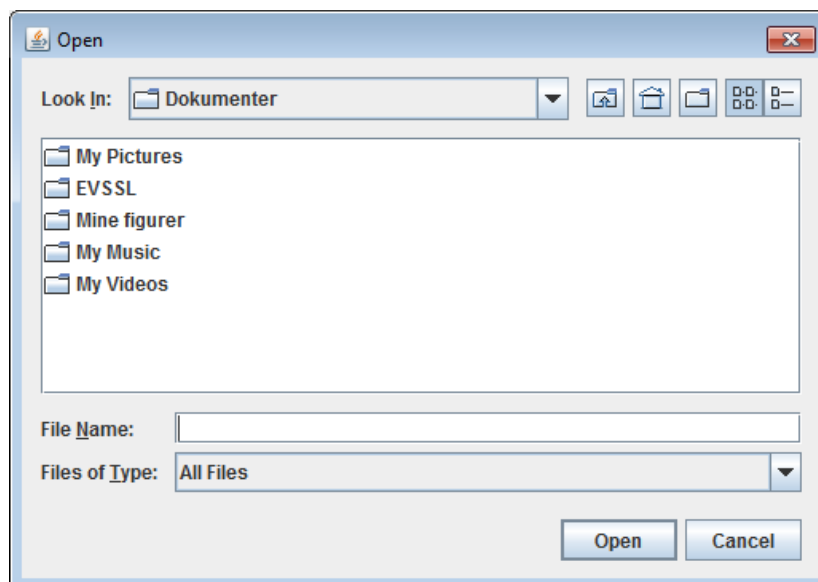 Open
Look In: Dokumenter
My Pictures
EVSSL
Mine figurer
My Music
My Videos
File Name:
Files of Type: All Files
Open Cancel